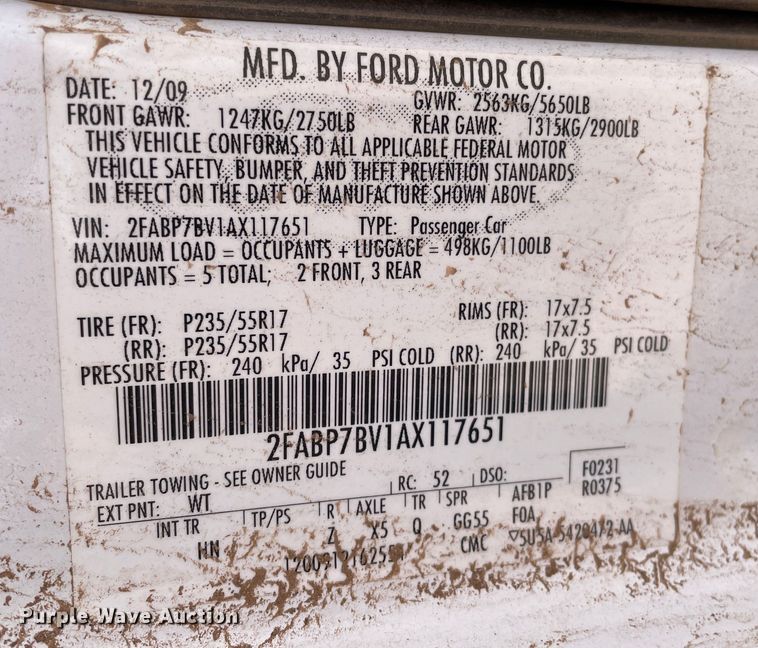 MFD. BY FORD MOTOR CO.
DATE: 12/09 GVWR: 2563KG/5650LB
FRONT GAWR: 1247KG/2750LB REAR GAWR: 1315KG/2900LB
THIS VEHICLE CONFORMS TO ALL APPLICABLE FEDERAL MOTOR
VEHICLE SAFETY, BUMPER, AND THEFT PREVENTION STANDARDS
IN EFFECT ON THE DATE OF MANUFACTURE SHOWN ABOVE.
VIN: 2FABP7BV1AX117651 TYPE: Passenger Car
MAXIMUM LOAD = OCCUPANTS + LUGGAGE = 498KG/1100LB
OCCUPANTS = 5 TOTAL; 2 FRONT, 3 REAR
TIRE (FR): P235/55R17 RIMS (FR): 17x7.5
(RR): P235/55R17 (RR): 17x7.5
PRESSURE (FR): 240 kPa/ 35 PSI COLD (RR): 240 kPa/ 35 PSI COLD
2FABP7BV1AX117651
TRAILER TOWING - SEE OWNER GUIDE
EXT PNT: WT RC: 52 DSO: F0231
R0375
INT TR TP/PS R AXLE TR SPR AFB1P
HN Z X5 Q GG55 FOA
CMC
Purple Wave Auction